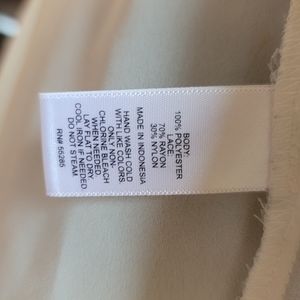 BODY:
100% POLYESTER
LACE:
70% RAYON
30% NYLON
MADE IN INDONESIA
HAND WASH COLD
WITH LIKE COLORS.
ONLY NON-
CHLORINE BLEACH
WHEN NEEDED.
LAY FLAT TO DRY.
COOL IRON IF NEEDED
DO NOT STEAM.
RN# 55285